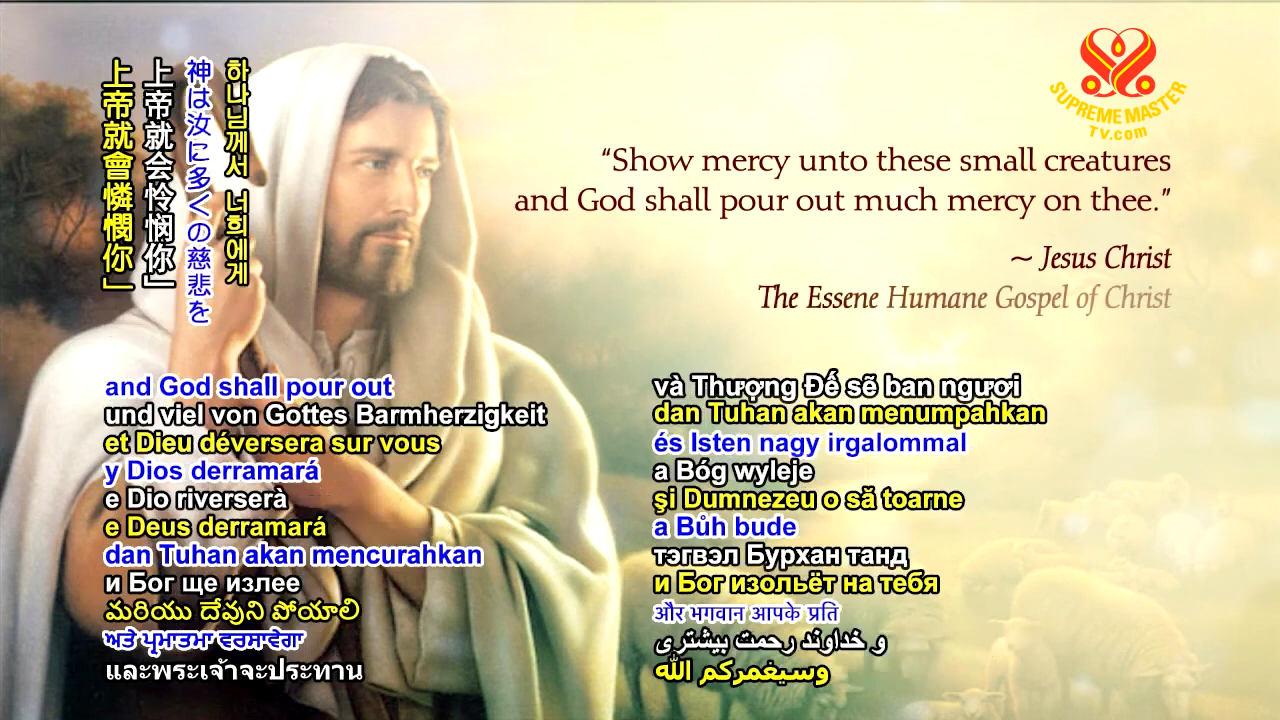 SUPREME MASTER
TV.com
“Show mercy unto these small creatures
and God shall pour out much mercy on thee.”
~ Jesus Christ
The Essene Humane Gospel of Christ
하나님께서 너희에게
神は汝に多くの慈悲を
上帝就会怜悯你」
上帝就會憐憫你」
and God shall pour out
und viel von Gottes Barmherzigkeit
et Dieu déversera sur vous
y Dios derramará
e Dio riverserà
e Deus derramará
dan Tuhan akan mencurahkan
и Бог ще излее
మరియు దేవుని పోయాలి
ਅਤੇ ਪ੍ਰਮਾਤਮਾ ਵਰਸਾਵੇਗਾ
และพระเจ้าจะประทาน
và Thượng Đế sẽ ban ngươi
dan Tuhan akan menumpahkan
és Isten nagy irgalommal
a Bóg wyleje
şi Dumnezeu o să toarne
a Bůh bude
тэгвэл Бурхан танд
и Бог изольёт на тебя
और भगवान आपके प्रति
و خداوند رحمت بیشتری
وسيغمركم الله